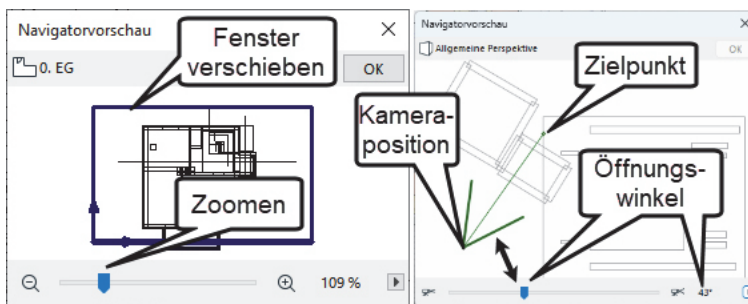 Navigatorvorschau
Fenster
verschieben
0. EG
OK
Zoomen
109 %
Navigatorvorschau
Allgemeine Perspektive
OK
Zielpunkt
Kamera-
position
Öffnungs-
winkel
43°